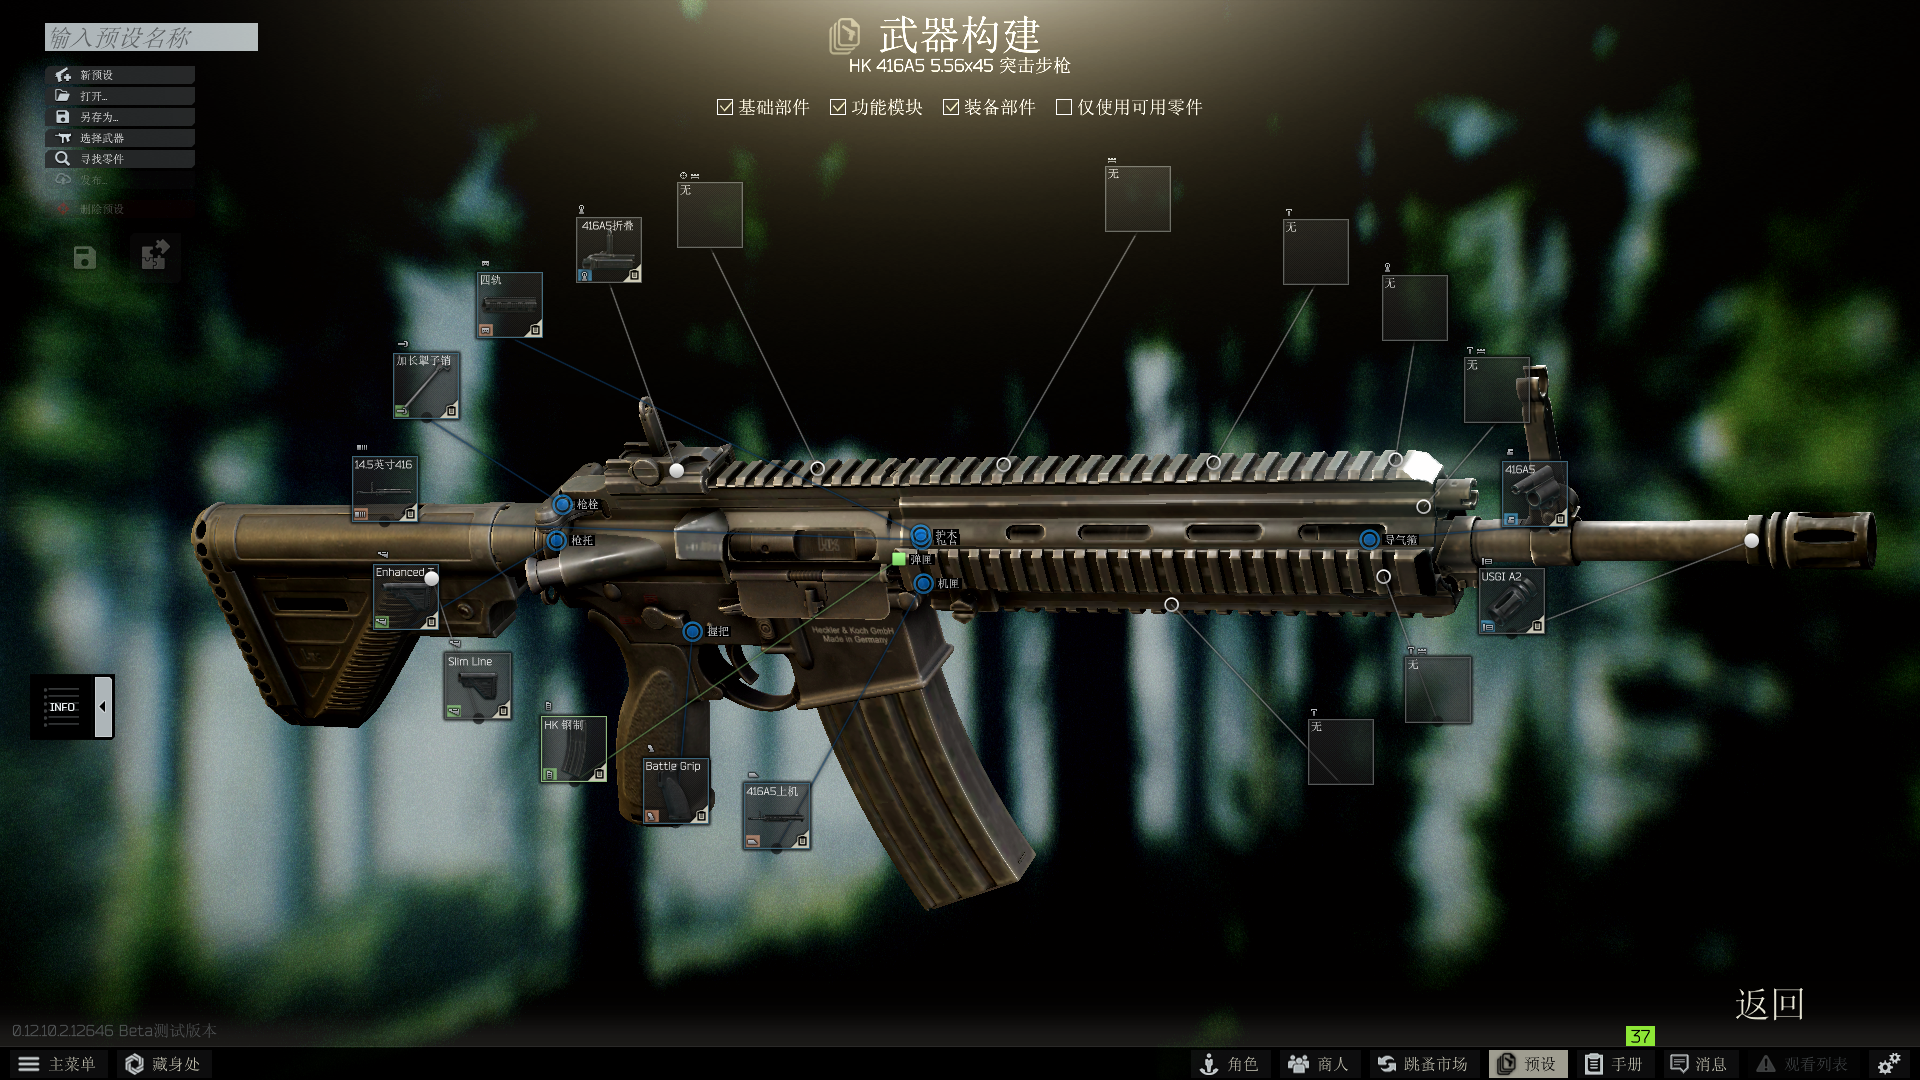 武器构建
HK 416A5 5.56x45 突击步枪
输入预设名称
新预设
打开...
另存为...
选择武器
寻找零件
发布...
删除预设
基础部件
功能模块
装备部件
仅使用可用零件
无
无
416A5折叠
无
四轨
无
加长击子销
无
14.5英寸416
416A5
枪栓
枪托
护木
弹匣
机匣
导气箍
Enhanced
USGI A2
握把
Heckler & Koch GmbH
Made in Germany
Slim Line
无
INFO
HK 钢制
无
Battle Grip
416A5上机
返回
0.12.10.2.12646 Beta测试版本
37
主菜单
藏身处
角色
商人
跳蚤市场
预设
手册
消息
观看列表